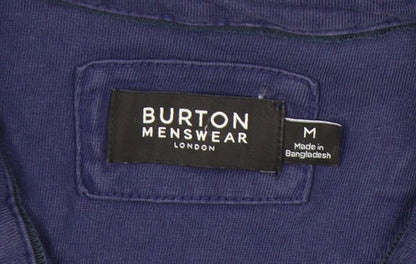 BURTON
MENSWEAR
LONDON
M
Made in
Bangladesh